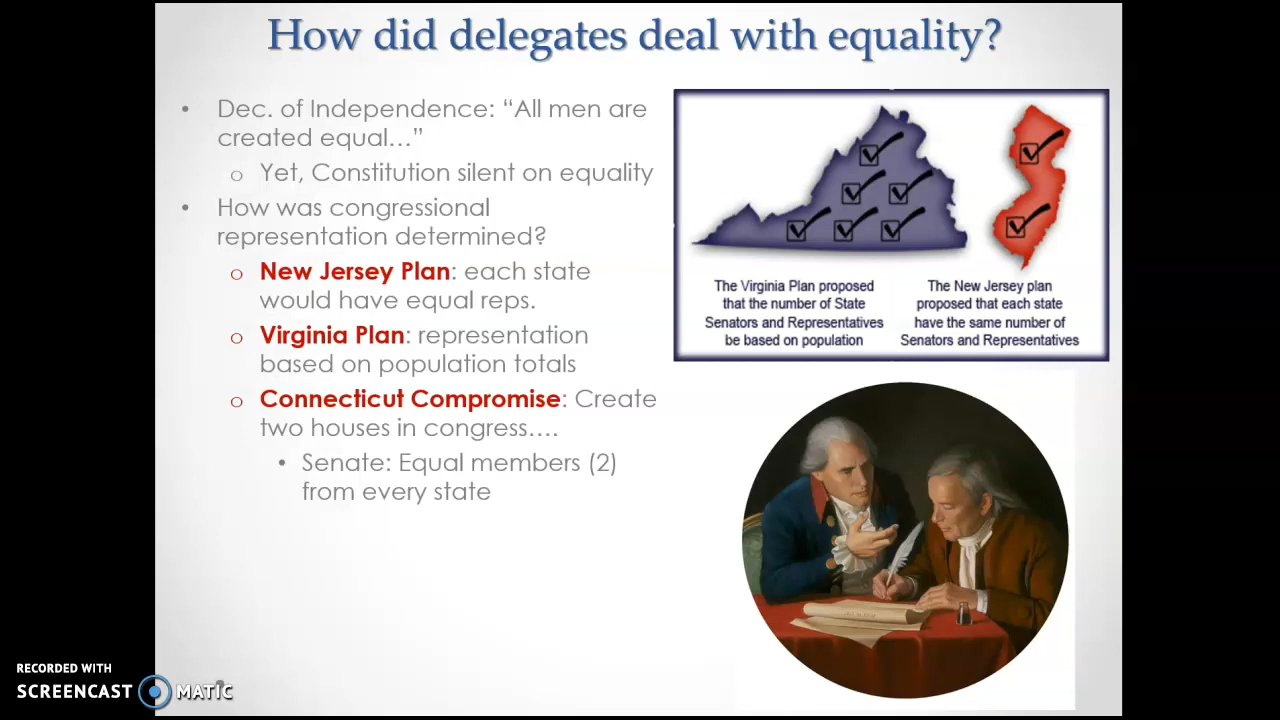 How did delegates deal with equality?
• Dec. of Independence: “All men are
created equal…”
o Yet, Constitution silent on equality
• How was congressional
representation determined?
o New Jersey Plan: each state
would have equal reps.
o Virginia Plan: representation
based on population totals
o Connecticut Compromise: Create
two houses in congress….
• Senate: Equal members (2)
from every state
The Virginia Plan proposed
that the number of State
Senators and Representatives
be based on population
The New Jersey plan
proposed that each state
have the same number of
Senators and Representatives
RECORDED WITH
SCREENCAST MATIC